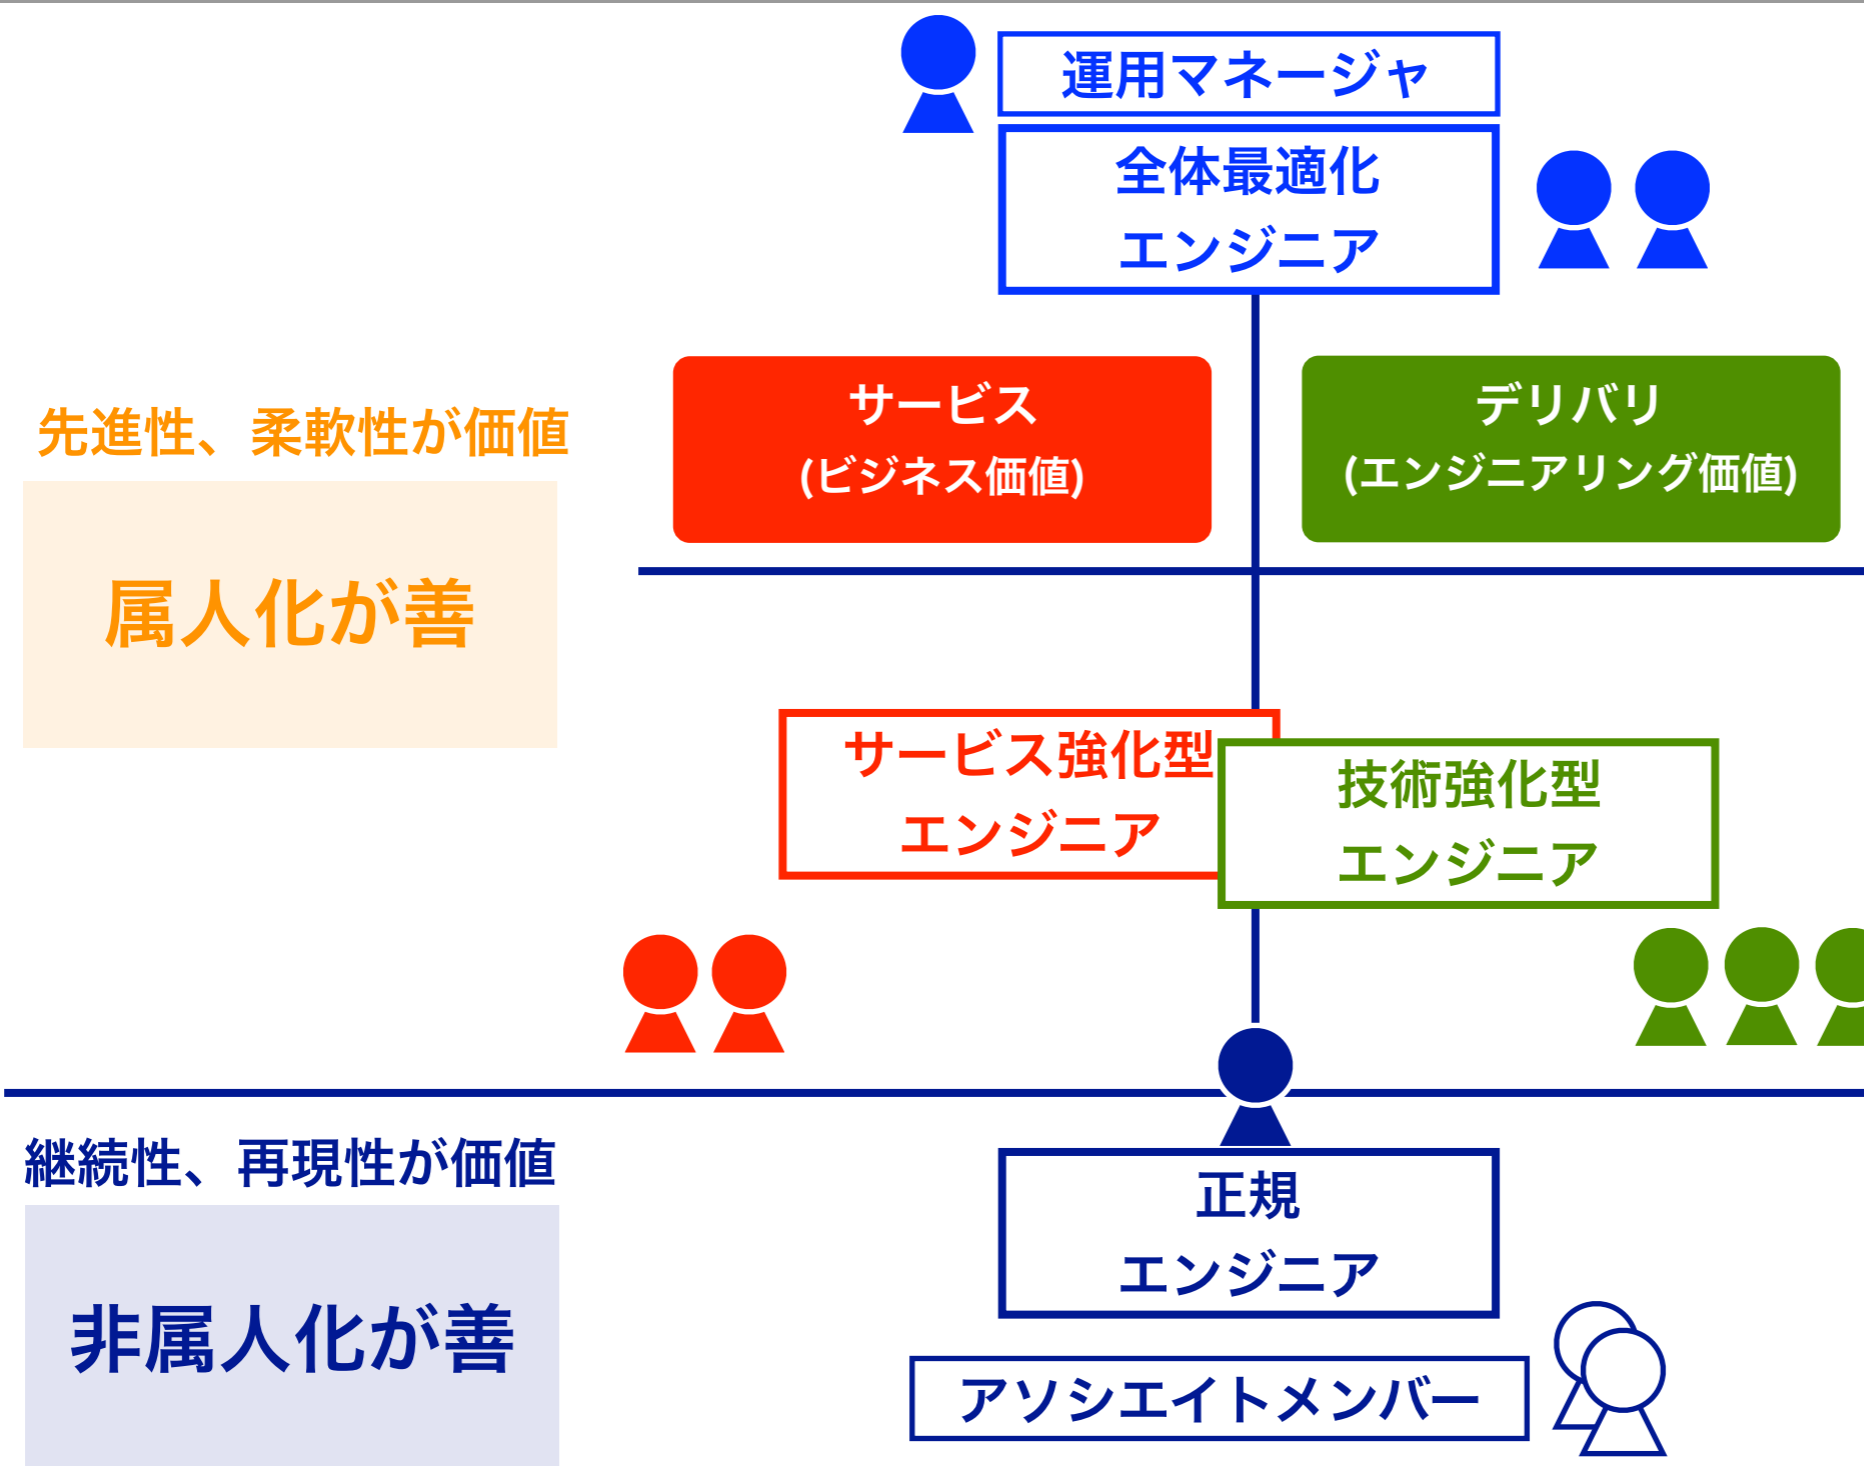 運用マネージャ
全体最適化
エンジニア
サービス
(ビジネス価値)
デリバリ
(エンジニアリング価値)
先進性、柔軟性が価値
属人化が善
サービス強化型
エンジニア
技術強化型
エンジニア
継続性、再現性が価値
非属人化が善
正規
エンジニア
アソシエイトメンバー